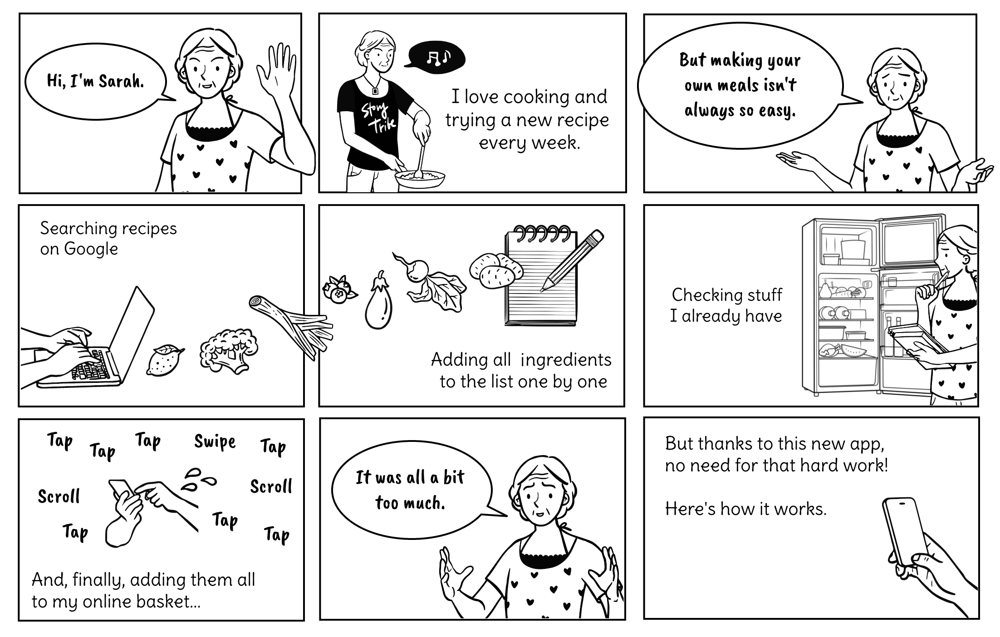 Hi, I'm Sarah.
Story
Tribe
I love cooking and
trying a new recipe
every week.
But making your
own meals isn't
always so easy.
Searching recipes
on Google
Adding all ingredients
to the list one by one
Checking stuff
I already have
Tap
Tap
Tap
Swipe
Tap
Scroll
Scroll
Tap
Tap
Tap
And, finally, adding them all
to my online basket...
It was all a bit
too much.
But thanks to this new app,
no need for that hard work!
Here's how it works.